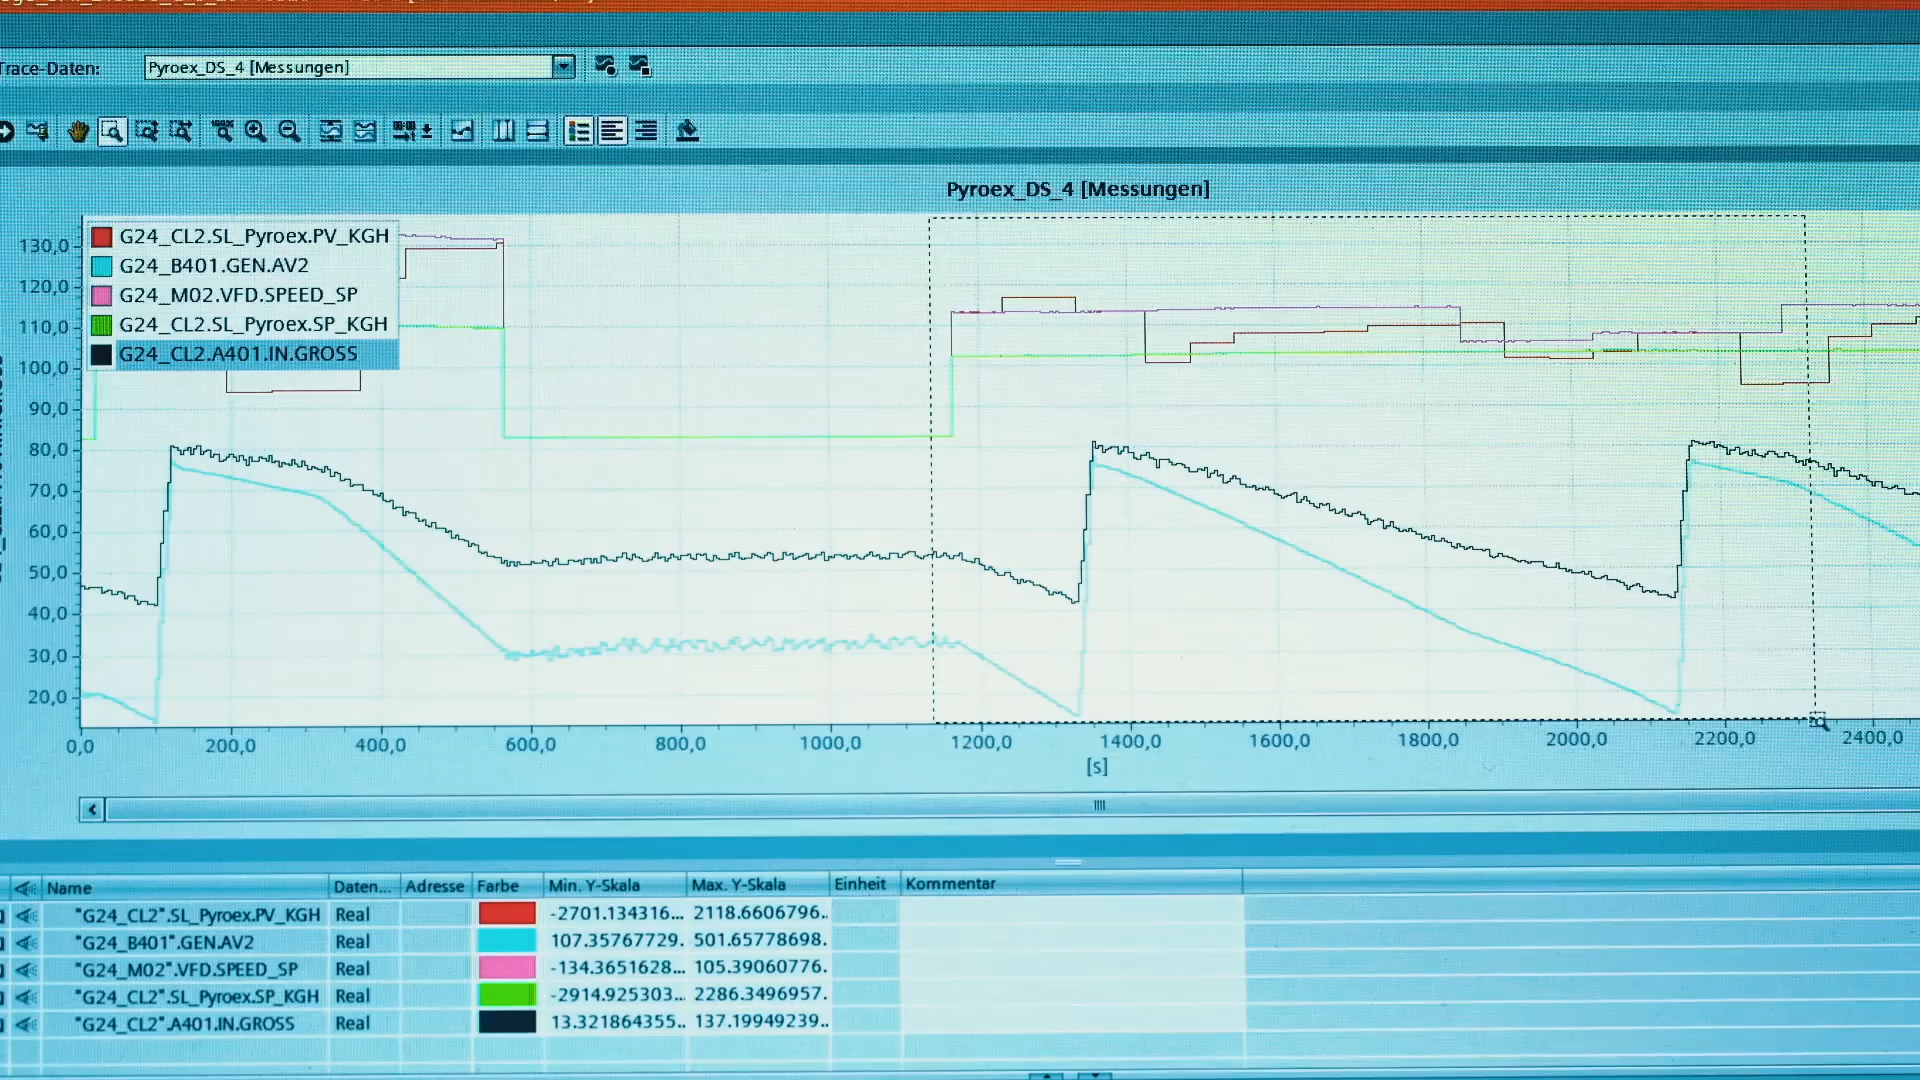 Trace-Daten:
Pyroex_DS_4 [Messungen]
Pyroex_DS_4 [Messungen]
G24_CL2.SL_Pyroex.PV_KGH
G24_B401.GEN.AV2
G24_M02.VFD.SPEED_SP
G24_CL2.SL_Pyroex.SP_KGH
G24_CL2.A401.IN.GROSS
130,0
120,0
110,0
100,0
90,0
80,0
70,0
60,0
50,0
40,0
30,0
20,0
0,0 200,0 400,0 600,0 800,0 1000,0 1200,0 1400,0 1600,0 1800,0 2000,0 2200,0 2400,0
[s]
Name Daten... Adresse Farbe Min. Y-Skala Max. Y-Skala Einheit Kommentar
"G24_CL2".SL_Pyroex.PV_KGH Real -2701.134316... 2118.6606796..
"G24_B401".GEN.AV2 Real 107.35767729. 501.65778698.
"G24_M02".VFD.SPEED_SP Real -134.3651628... 105.39060776.
"G24_CL2".SL_Pyroex.SP_KGH Real -2914.925303... 2286.3496957.
"G24_CL2".A401.IN.GROSS Real 13.321864355.. 137.19949239..